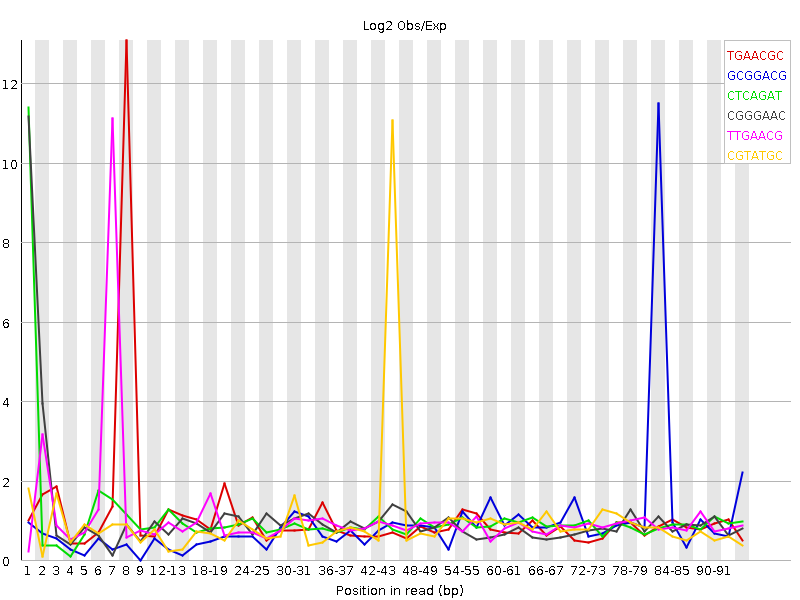 Log2 Obs/Exp
TGAACGC
GCGGACG
CTCAGAT
CGGGAAC
TTGAACG
CGTATGC
12
10
8
6
4
2
0
1 2 3 4 5 6 7 8 9 12-13 18-19 24-25 30-31 36-37 42-43 48-49 54-55 60-61 66-67 72-73 78-79 84-85 90-91
Position in read (bp)